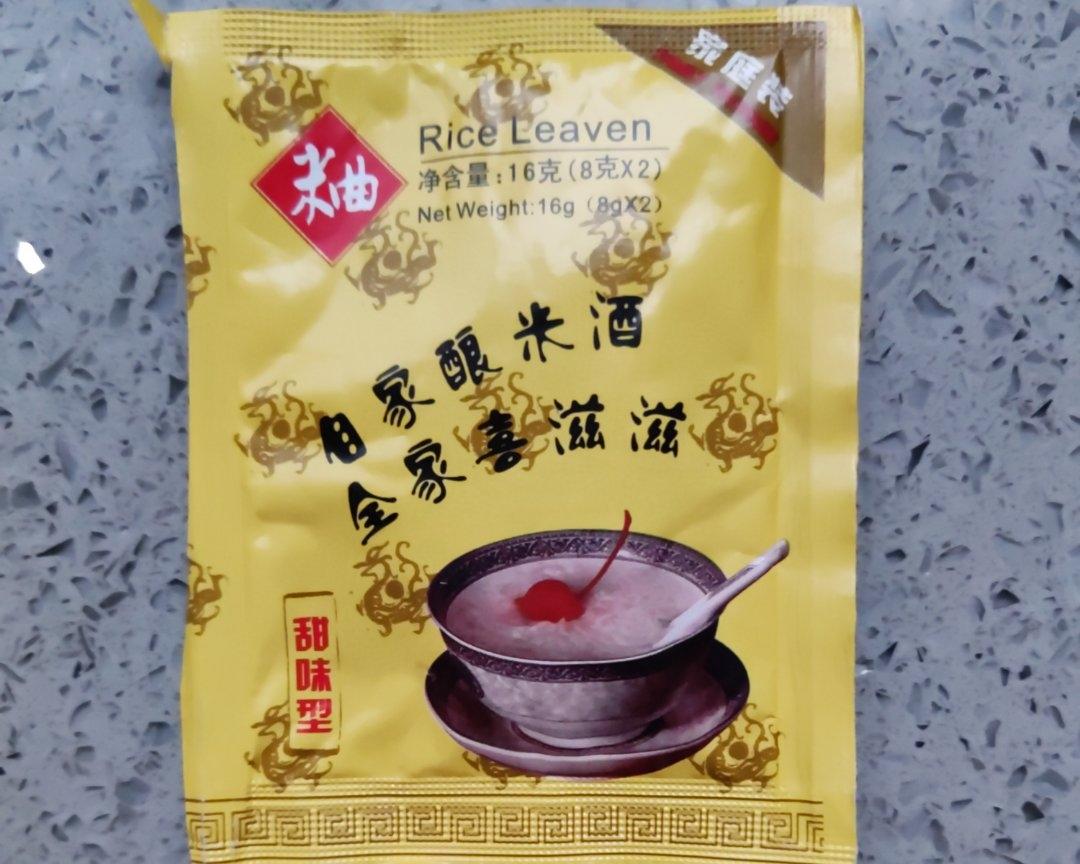 家庭装
米曲
Rice Leaven
净含量:16克(8克X2)
Net Weight:16g (8gX2)
自家酿米酒
全家喜滋滋
甜味型